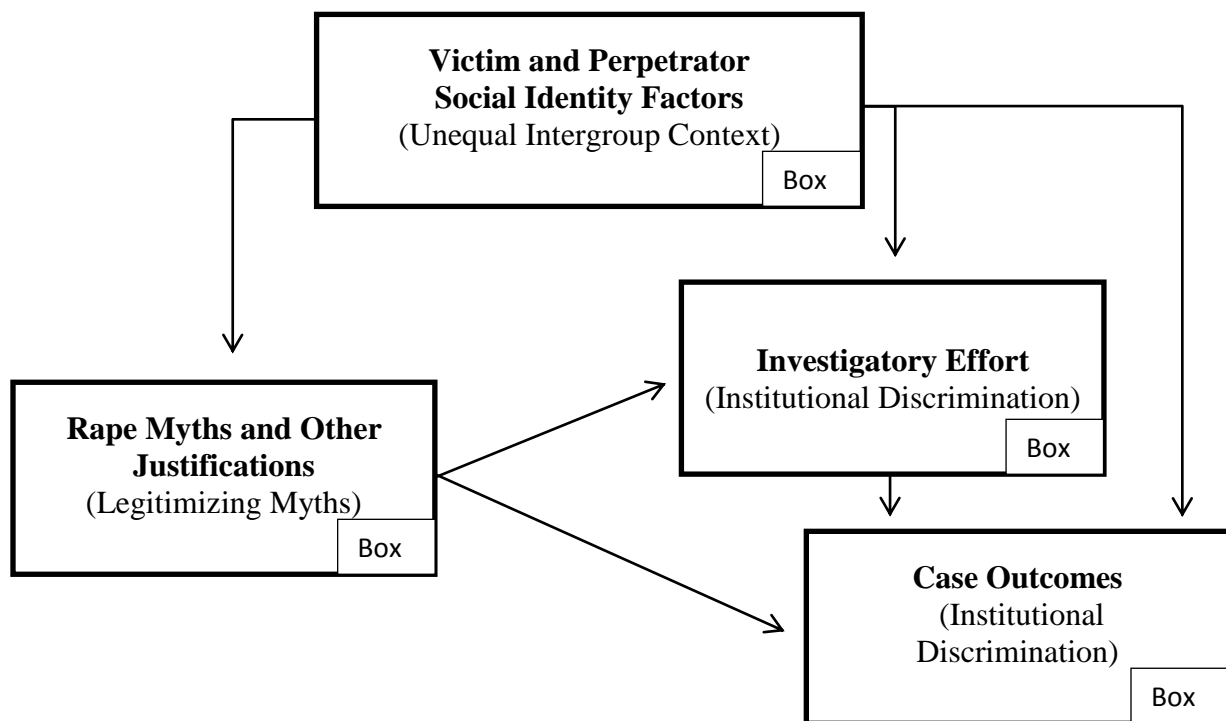 Victim and Perpetrator
Social Identity Factors
(Unequal Intergroup Context)
Box
Investigatory Effort
(Institutional Discrimination)
Box
Rape Myths and Other
Justifications
(Legitimizing Myths)
Box
Case Outcomes
(Institutional
Discrimination)
Box